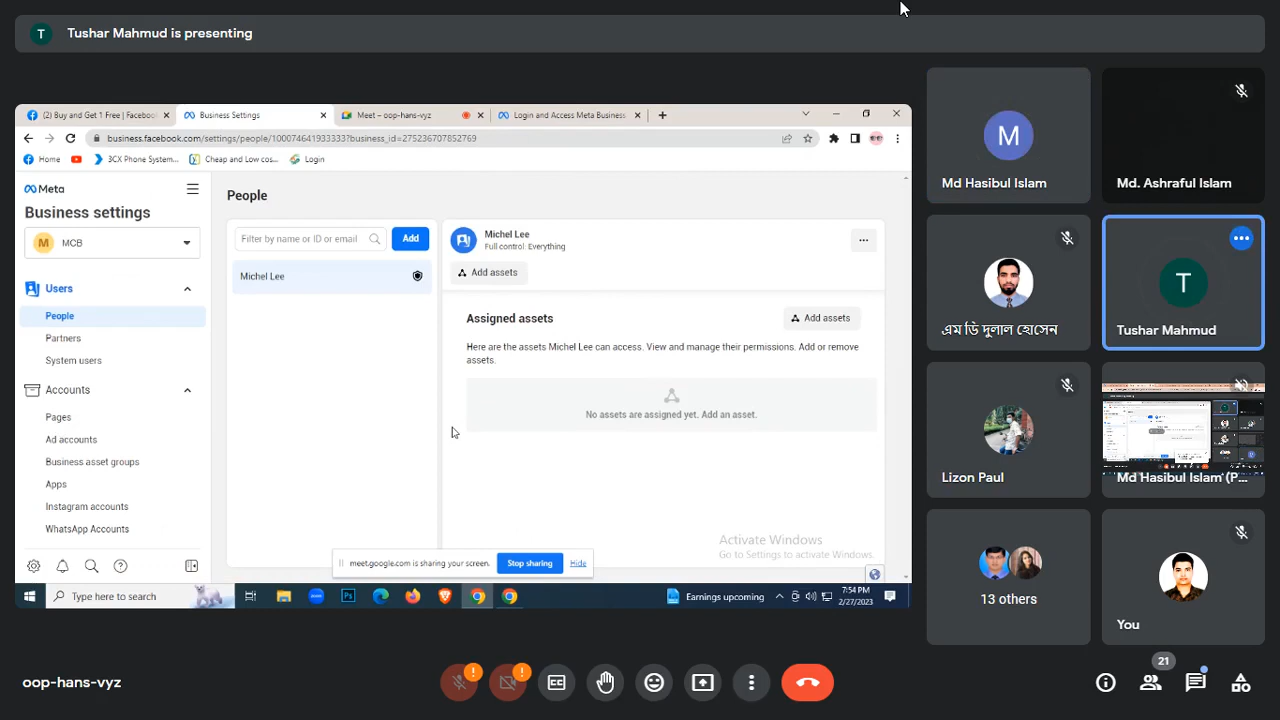 T
Tushar Mahmud is presenting
(2) Buy and Get 1 Free | Facebook
Business Settings
Meet – oop-hans-vyz
Login and Access Meta Business
business.facebook.com/settings/people/100074641933333?business_id=275236707852769
Home
3CX Phone System...
Cheap and Low cos...
Login
Meta
Business settings
M
MCB
Users
People
Partners
System users
Accounts
Pages
Ad accounts
Business asset groups
Apps
Instagram accounts
WhatsApp Accounts
People
Filter by name or ID or email
Add
Michel Lee
Michel Lee
Full control: Everything
Add assets
Assigned assets
Add assets
Here are the assets Michel Lee can access. View and manage their permissions. Add or remove
assets.
No assets are assigned yet. Add an asset.
Activate Windows
Go to Settings to activate Windows.
meet.google.com is sharing your screen.
Stop sharing
Hide
Type here to search
Earnings upcoming
7:54 PM
2/27/2023
M
Md Hasibul Islam
Md. Ashraful Islam
এম ডি দুলাল হোসেন
T
Tushar Mahmud
Lizon Paul
Md Hasibul Islam (P...
13 others
You
oop-hans-vyz
21